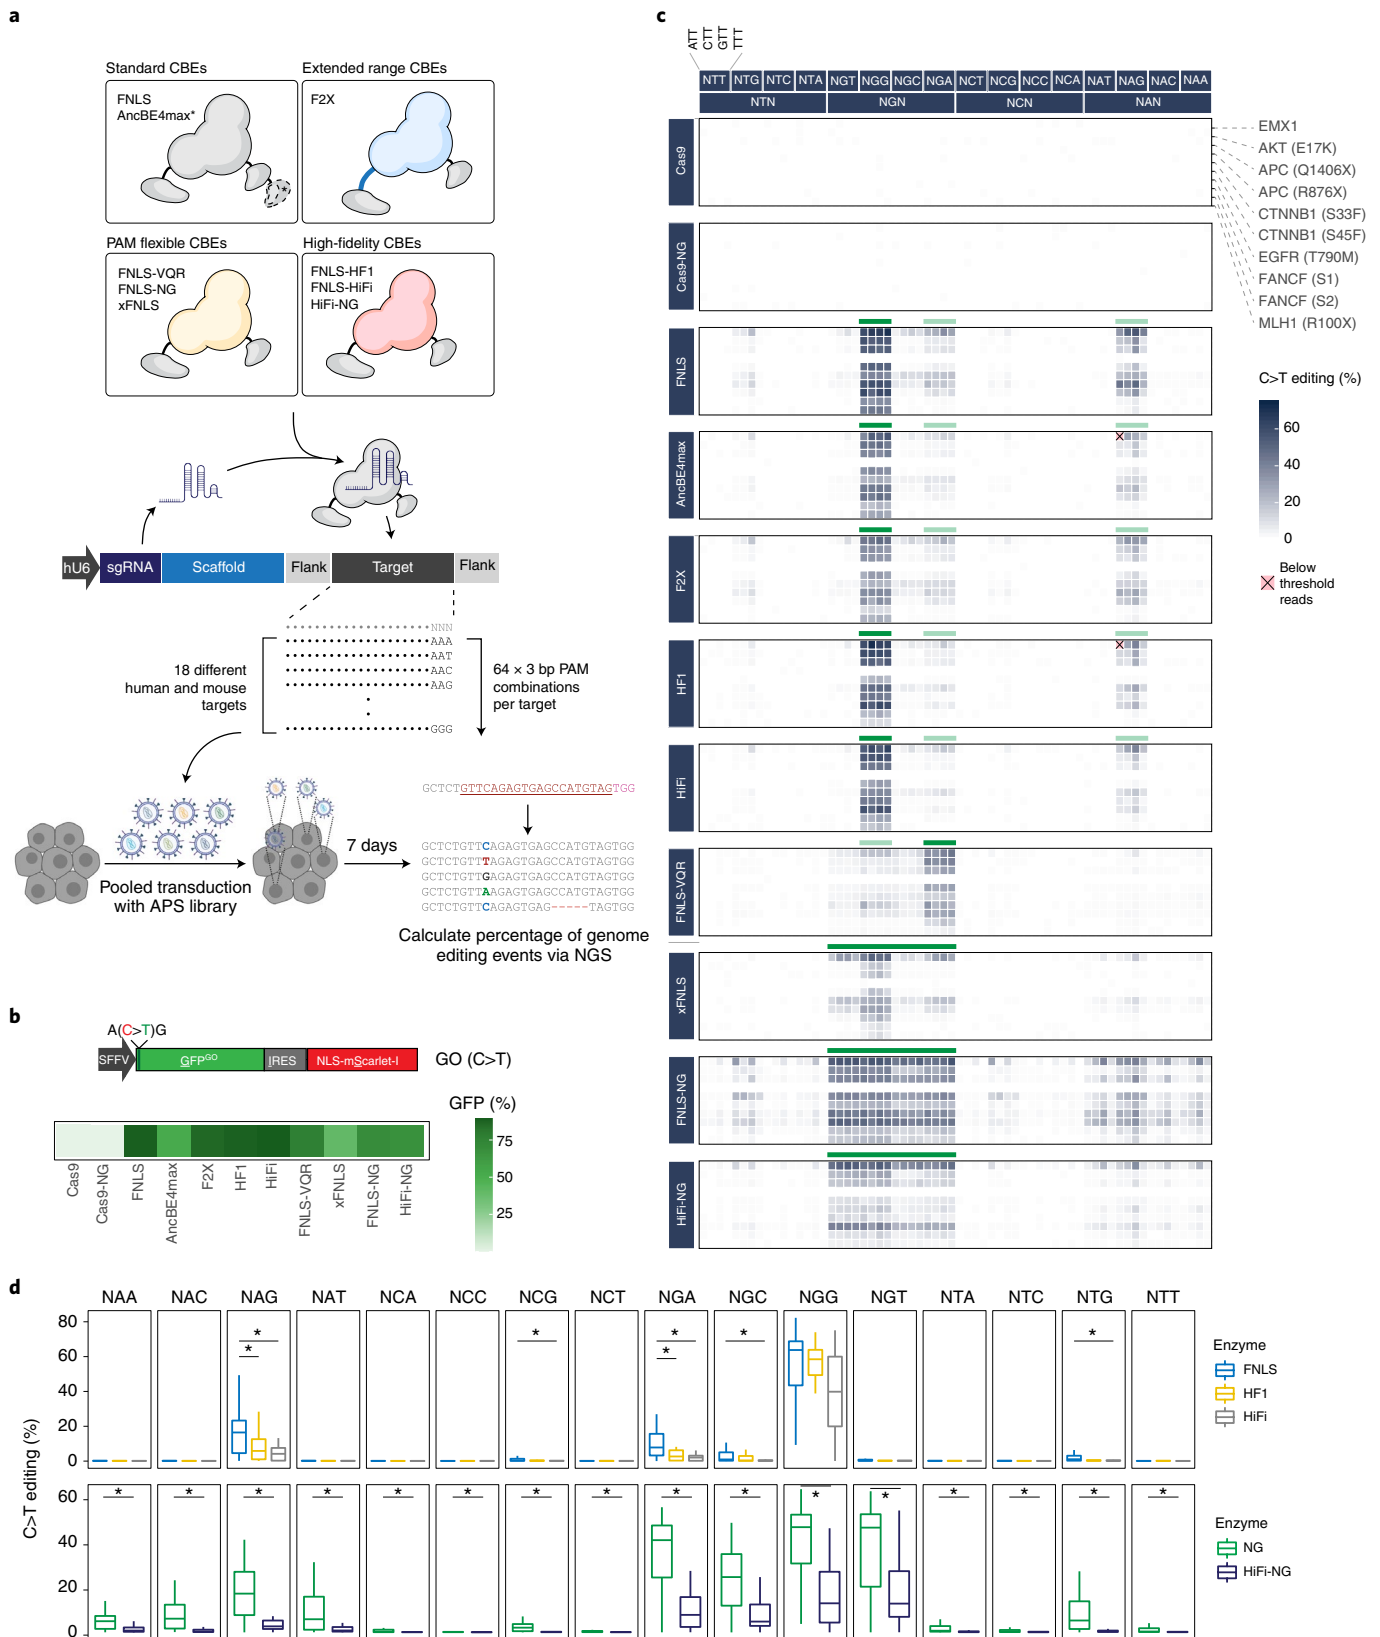 a
Standard CBEs
FNLS
AncBE4max*
*
Extended range CBEs
F2X
PAM flexible CBEs
FNLS-VQR
FNLS-NG
xFNLS
High-fidelity CBEs
FNLS-HF1
FNLS-HiFi
HiFi-NG
hU6
sgRNA
Scaffold
Flank
Target
Flank
NNN
AAA
AAT
AAC
AAG
GGG
18 different
human and mouse
targets
64 × 3 bp PAM
combinations
per target
Pooled transduction
with APS library
7 days
GCTCTGTTCAGAGTGAGCCATGTAGTGG
GCTCTGTTCAGAGTGAGCCATGTAGTGG
GCTCTGTTTAGAGTGAGCCATGTAGTGG
GCTCTGTTGAGAGTGAGCCATGTAGTGG
GCTCTGTTAAGAGTGAGCCATGTAGTGG
GCTCTGTTCAGAGTGAG-----TAGTGG
Calculate percentage of genome
editing events via NGS
b
A(C>T)G
SFFV
GFPGO
IRES
NLS-mScarlet-I
GO (C>T)
GFP (%)
75
50
25
Cas9
Cas9-NG
FNLS
AncBE4max
F2X
HF1
HiFi
FNLS-VQR
xFNLS
FNLS-NG
HiFi-NG
c
ATT
CTT
GTT
TTT
NTT NTG NTC NTA NGT NGG NGC NGA NCT NCG NCC NCA NAT NAG NAC NAA
NTN NGN NCN NAN
Cas9
Cas9-NG
FNLS
AncBE4max
F2X
HF1
HiFi
FNLS-VQR
xFNLS
FNLS-NG
HiFi-NG
EMX1
AKT (E17K)
APC (Q1406X)
APC (R876X)
CTNNB1 (S33F)
CTNNB1 (S45F)
EGFR (T790M)
FANCF (S1)
FANCF (S2)
MLH1 (R100X)
C>T editing (%)
60
40
20
0
Below
threshold
reads
d
NAA NAC NAG NAT NCA NCC NCG NCT NGA NGC NGG NGT NTA NTC NTG NTT
C>T editing (%)
80
60
40
20
0
* * * * * * *
Enzyme
FNLS
HF1
HiFi
60
40
20
0
* * * * * * * * * * * * * * * *
Enzyme
NG
HiFi-NG